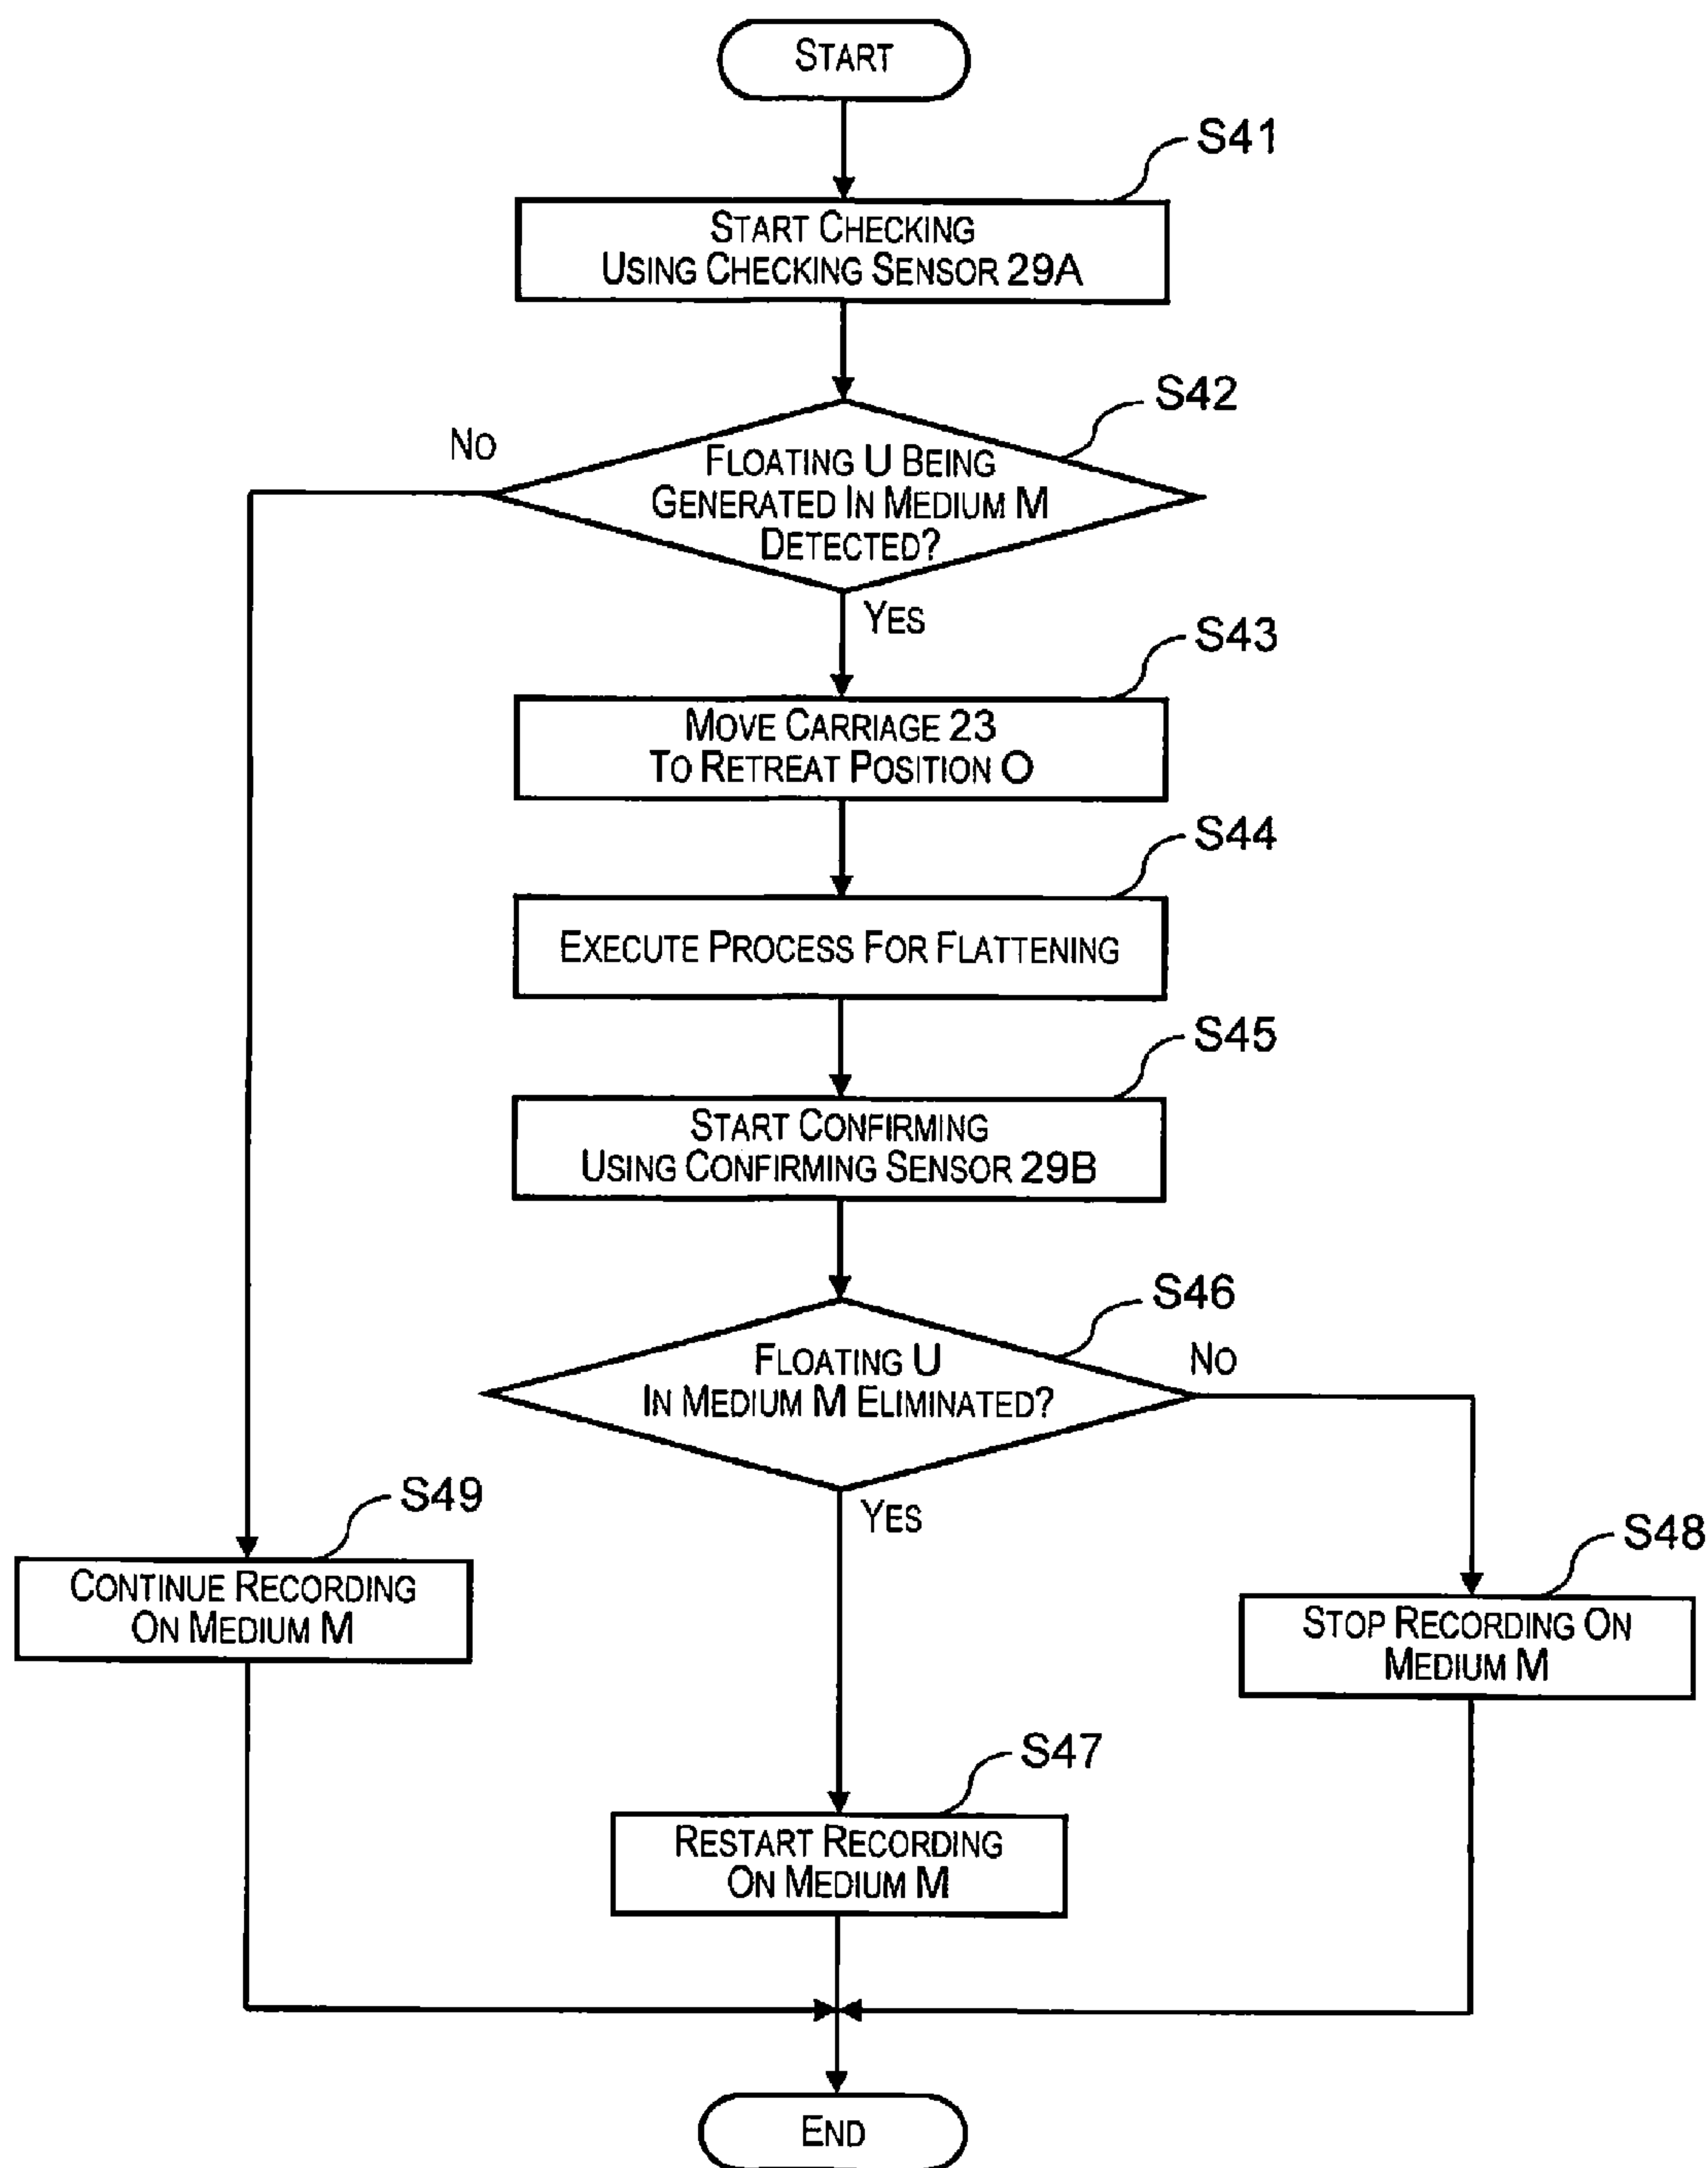 START
S41
START CHECKING
USING CHECKING SENSOR 29A
S42
NO
FLOATING U BEING
GENERATED IN MEDIUM M
DETECTED?
YES
S43
MOVE CARRIAGE 23
TO RETREAT POSITION O
S44
EXECUTE PROCESS FOR FLATTENING
S45
START CONFIRMING
USING CONFIRMING SENSOR 29B
S46
FLOATING U
IN MEDIUM M ELIMINATED?
NO
YES
S49
CONTINUE RECORDING
ON MEDIUM M
S48
STOP RECORDING ON
MEDIUM M
S47
RESTART RECORDING
ON MEDIUM M
END